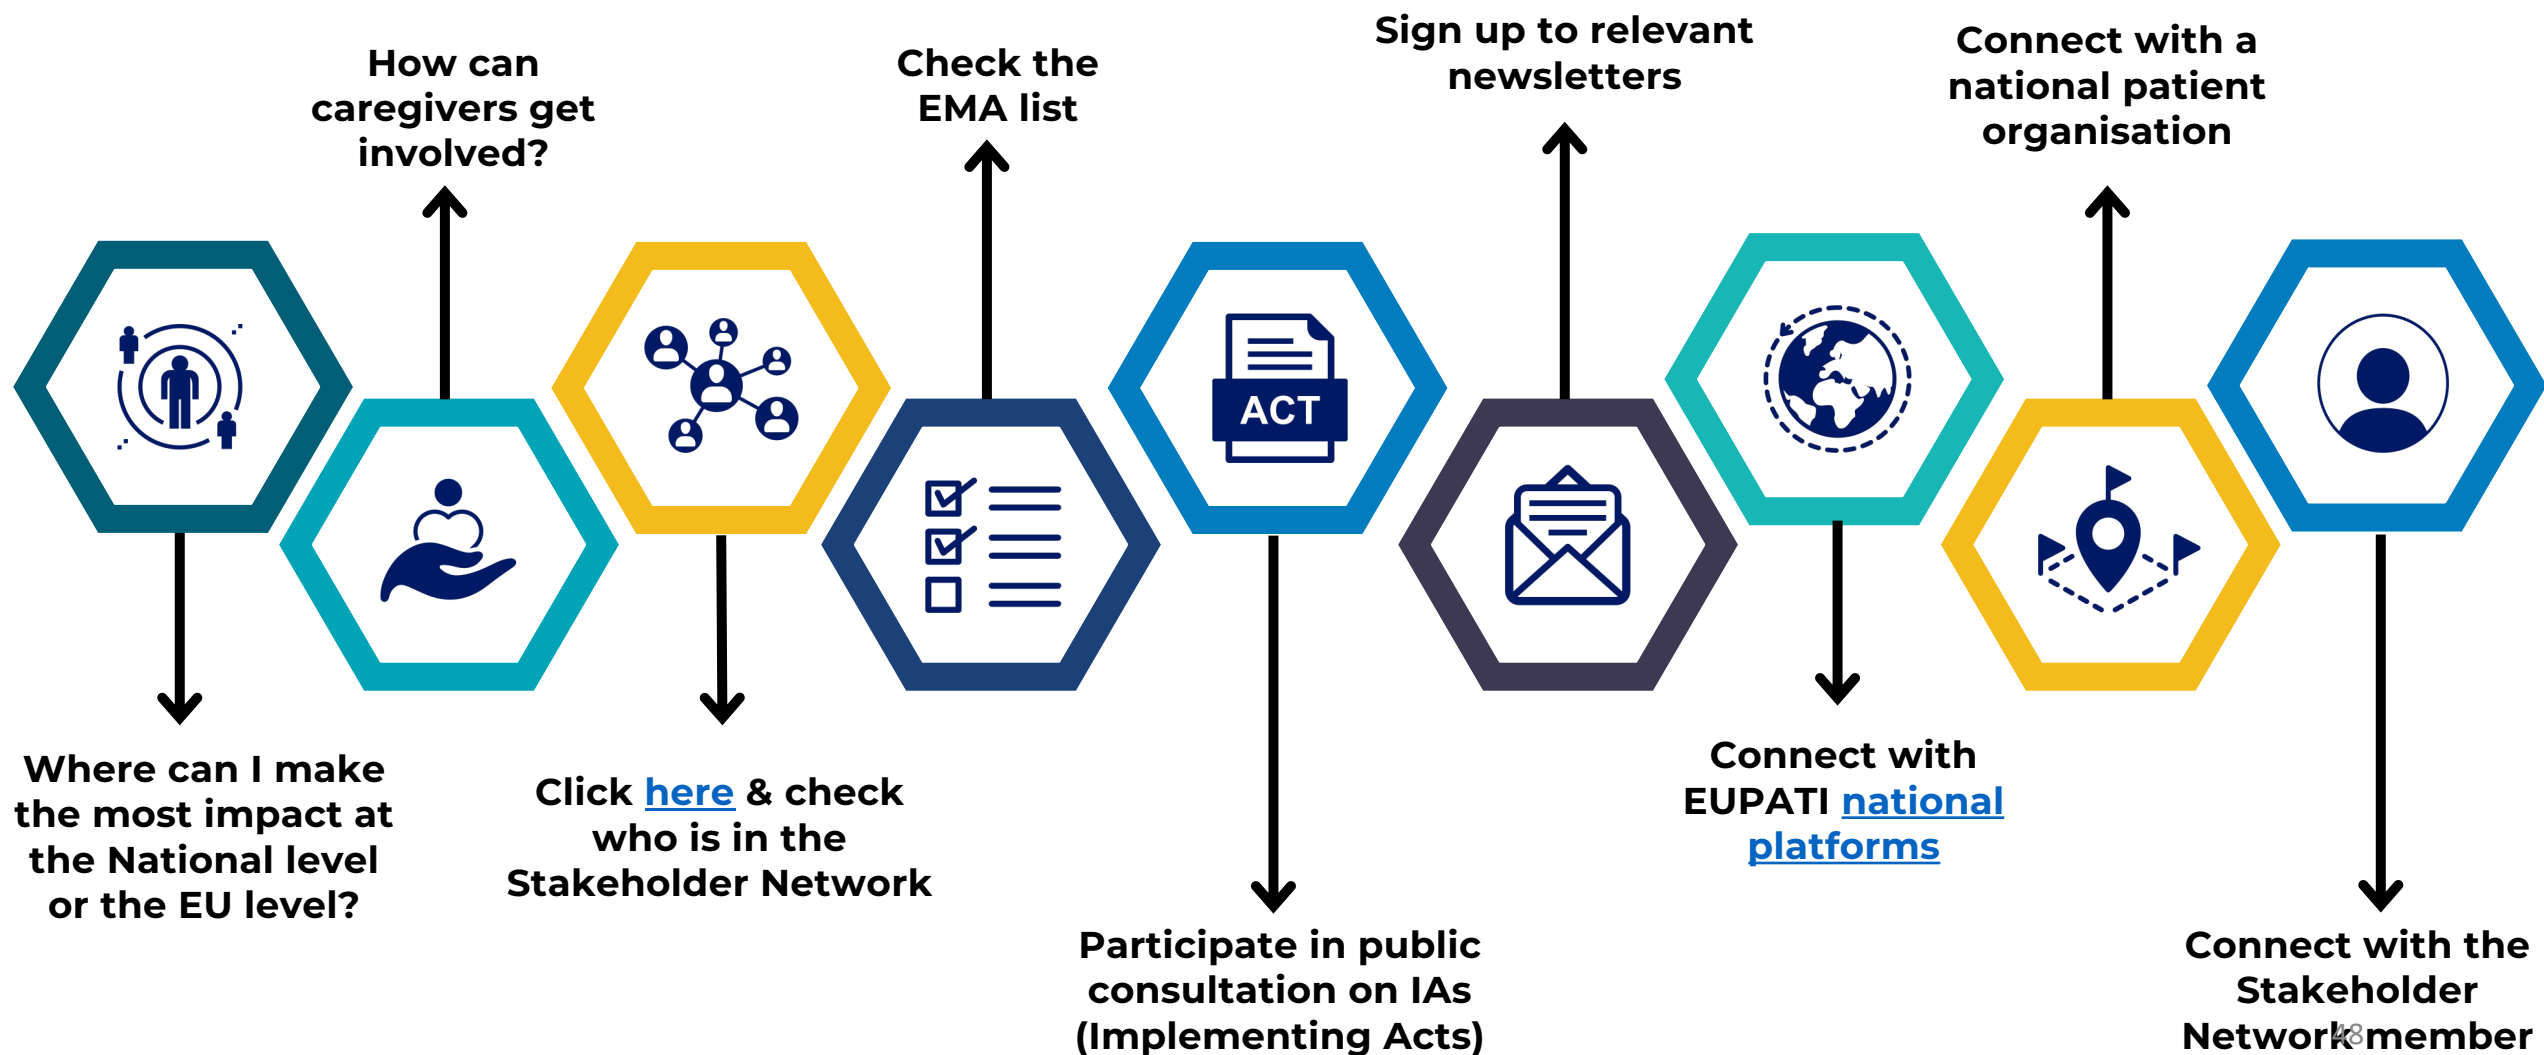 How can
caregivers get
involved?
Check the
EMA list
Sign up to relevant
newsletters
Connect with a
national patient
organisation
ACT
Where can I make
the most impact at
the National level
or the EU level?
Click here & check
who is in the
Stakeholder Network
Participate in public
consultation on IAs
(Implementing Acts)
Connect with
EUPATI national
platforms
Connect with the
Stakeholder
Network member
48